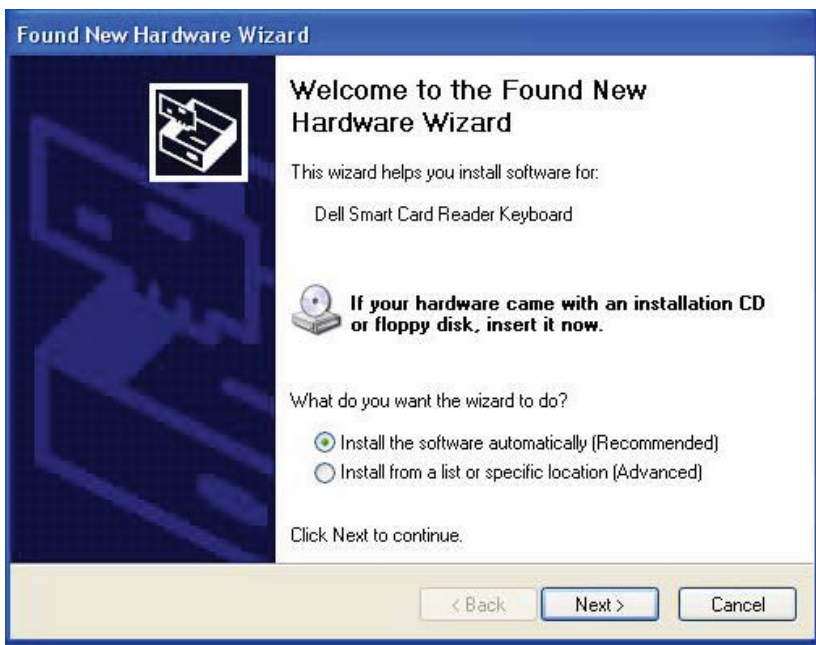 Found New Hardware Wizard
Welcome to the Found New
Hardware Wizard
This wizard helps you install software for:
Dell Smart Card Reader Keyboard
If your hardware came with an installation CD
or floppy disk, insert it now.
What do you want the wizard to do?
Install the software automatically (Recommended)
Install from a list or specific location (Advanced)
Click Next to continue.
< Back Next > Cancel